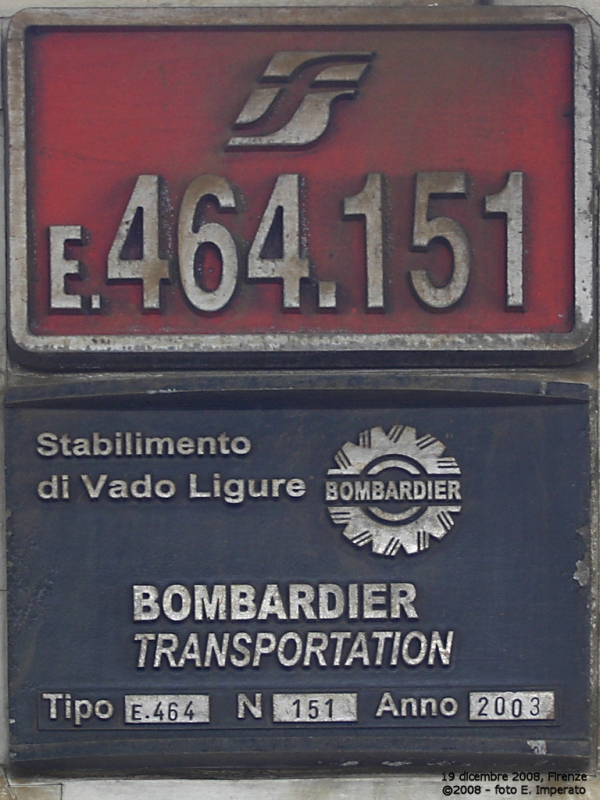 E.464.151
Stabilimento
di Vado Ligure
BOMBARDIER
BOMBARDIER
TRANSPORTATION
Tipo E.464 N 151 Anno 2003
19 dicembre 2008, Firenze
©2008 - foto E. Imperato